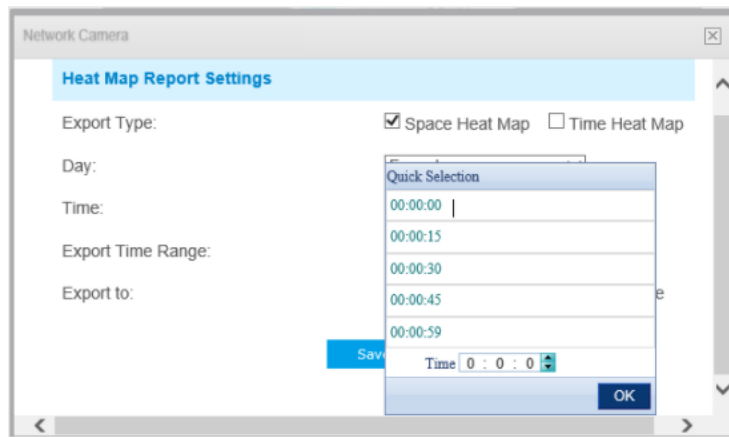 Network Camera
Heat Map Report Settings
Export Type: Space Heat Map Time Heat Map
Day:
Quick Selection
Time:
00:00:00
00:00:15
Export Time Range:
00:00:30
Export to:
00:00:45
e
00:00:59
Save
Time 0 : 0 : 0
OK